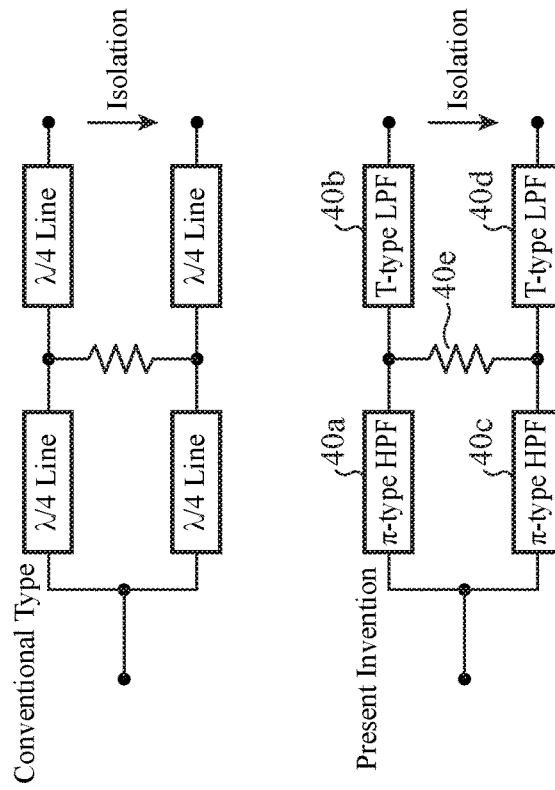 Conventional Type
λ/4 Line
λ/4 Line
λ/4 Line
λ/4 Line
Isolation
Present Invention
40a
π-type HPF
40b
T-type LPF
40e
40c
π-type HPF
40d
T-type LPF
Isolation